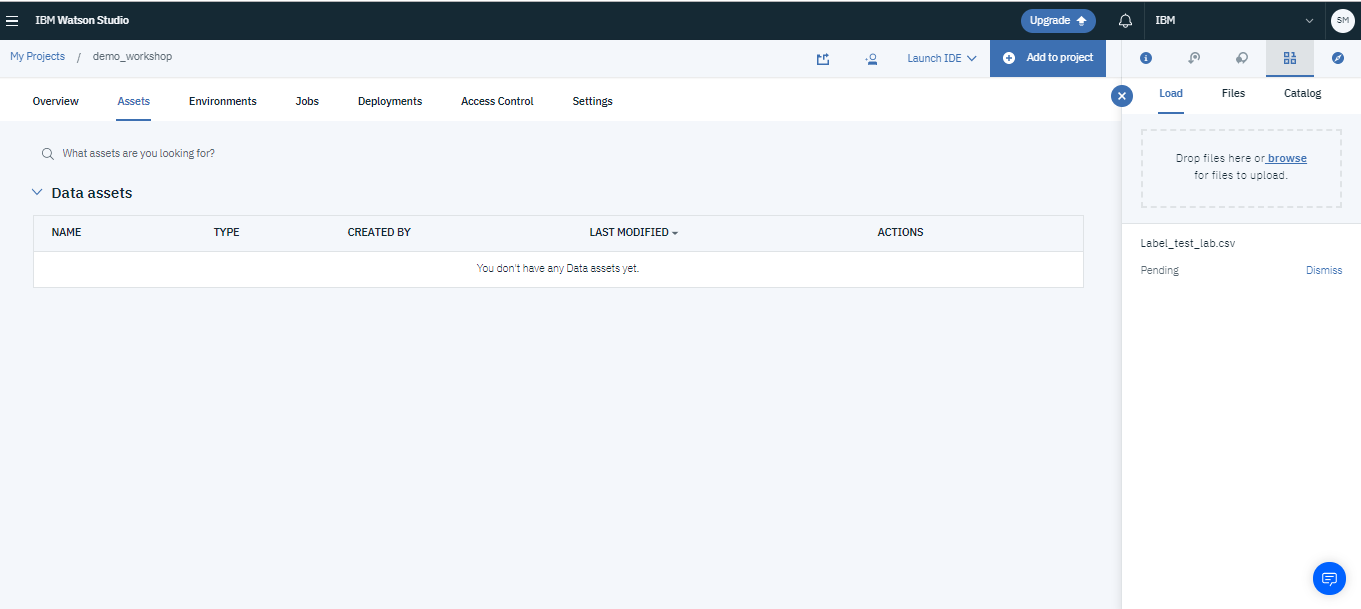 IBM Watson Studio
Upgrade
IBM
SM
My Projects / demo_workshop
Launch IDE
Add to project
Overview
Assets
Environments
Jobs
Deployments
Access Control
Settings
Load
Files
Catalog
What assets are you looking for?
Data assets
NAME
TYPE
CREATED BY
LAST MODIFIED
ACTIONS
You don't have any Data assets yet.
Drop files here or browse
for files to upload.
Label_test_lab.csv
Pending
Dismiss